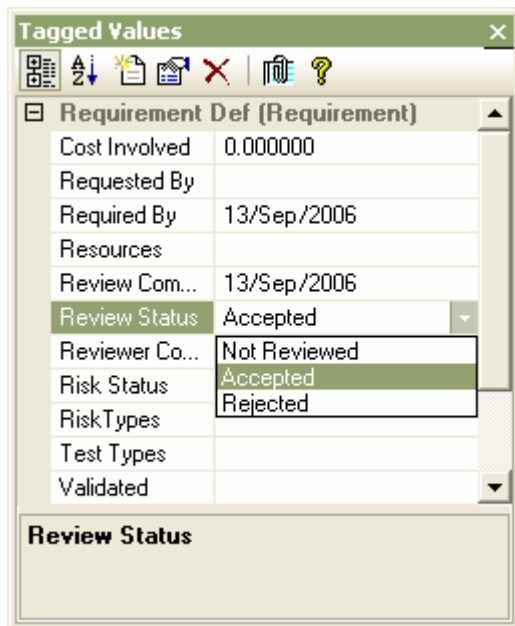 Tagged Values
Requirement Def (Requirement)
Cost Involved 0.000000
Requested By
Required By 13/Sep/2006
Resources
Review Com... 13/Sep/2006
Review Status Accepted
Reviewer Co... Not Reviewed
Risk Status Accepted
RiskTypes Rejected
Test Types
Validated
Review Status